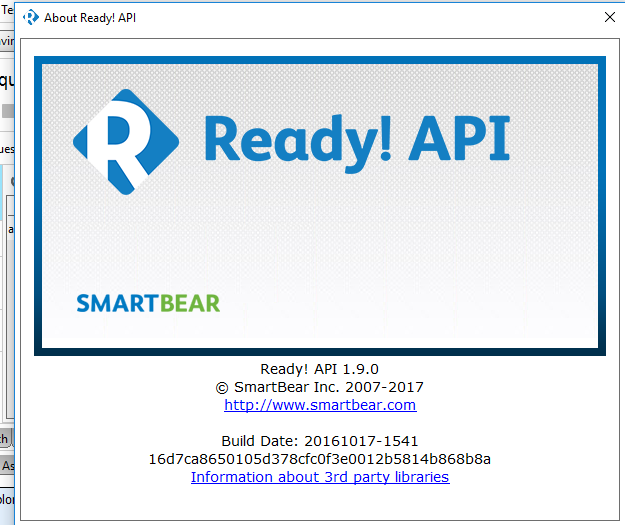 About Ready! API
Ready! API
SMARTBEAR
Ready! API 1.9.0
© SmartBear Inc. 2007-2017
http://www.smartbear.com
Build Date: 20161017-1541
16d7ca8650105d378cfc0f3e0012b5814b868b8a
Information about 3rd party libraries